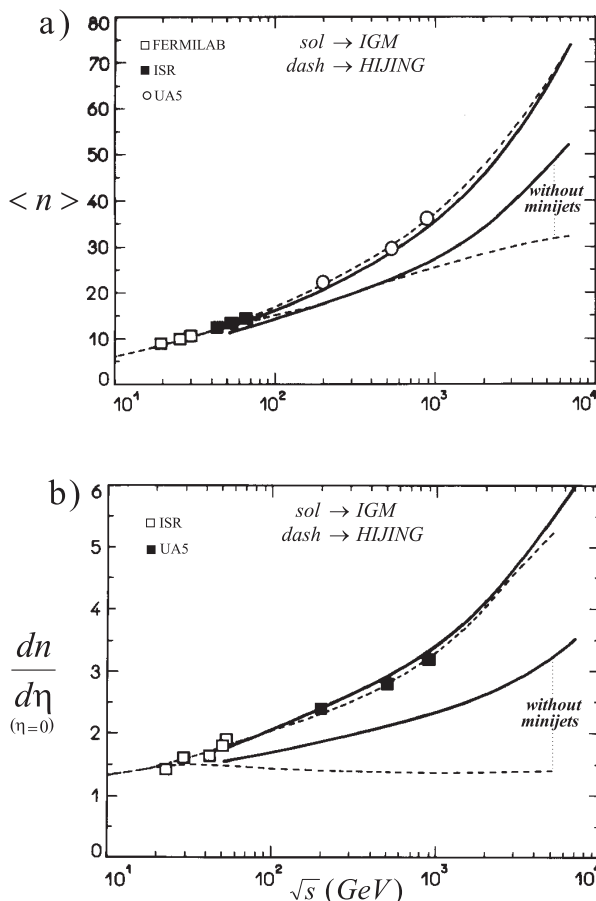 a)
80
70
60
50
40
30
20
10
0
<n>
□ FERMILAB
■ ISR
○ UA5
sol → IGM
dash → HIJING
without
minijets
10¹ 10² 10³ 10⁴
b)
6
5
4
3
2
1
0
dn
dη
(η=0)
□ ISR
■ UA5
sol → IGM
dash → HIJING
without
minijets
10¹ 10² 10³ 10⁴
√s (GeV)